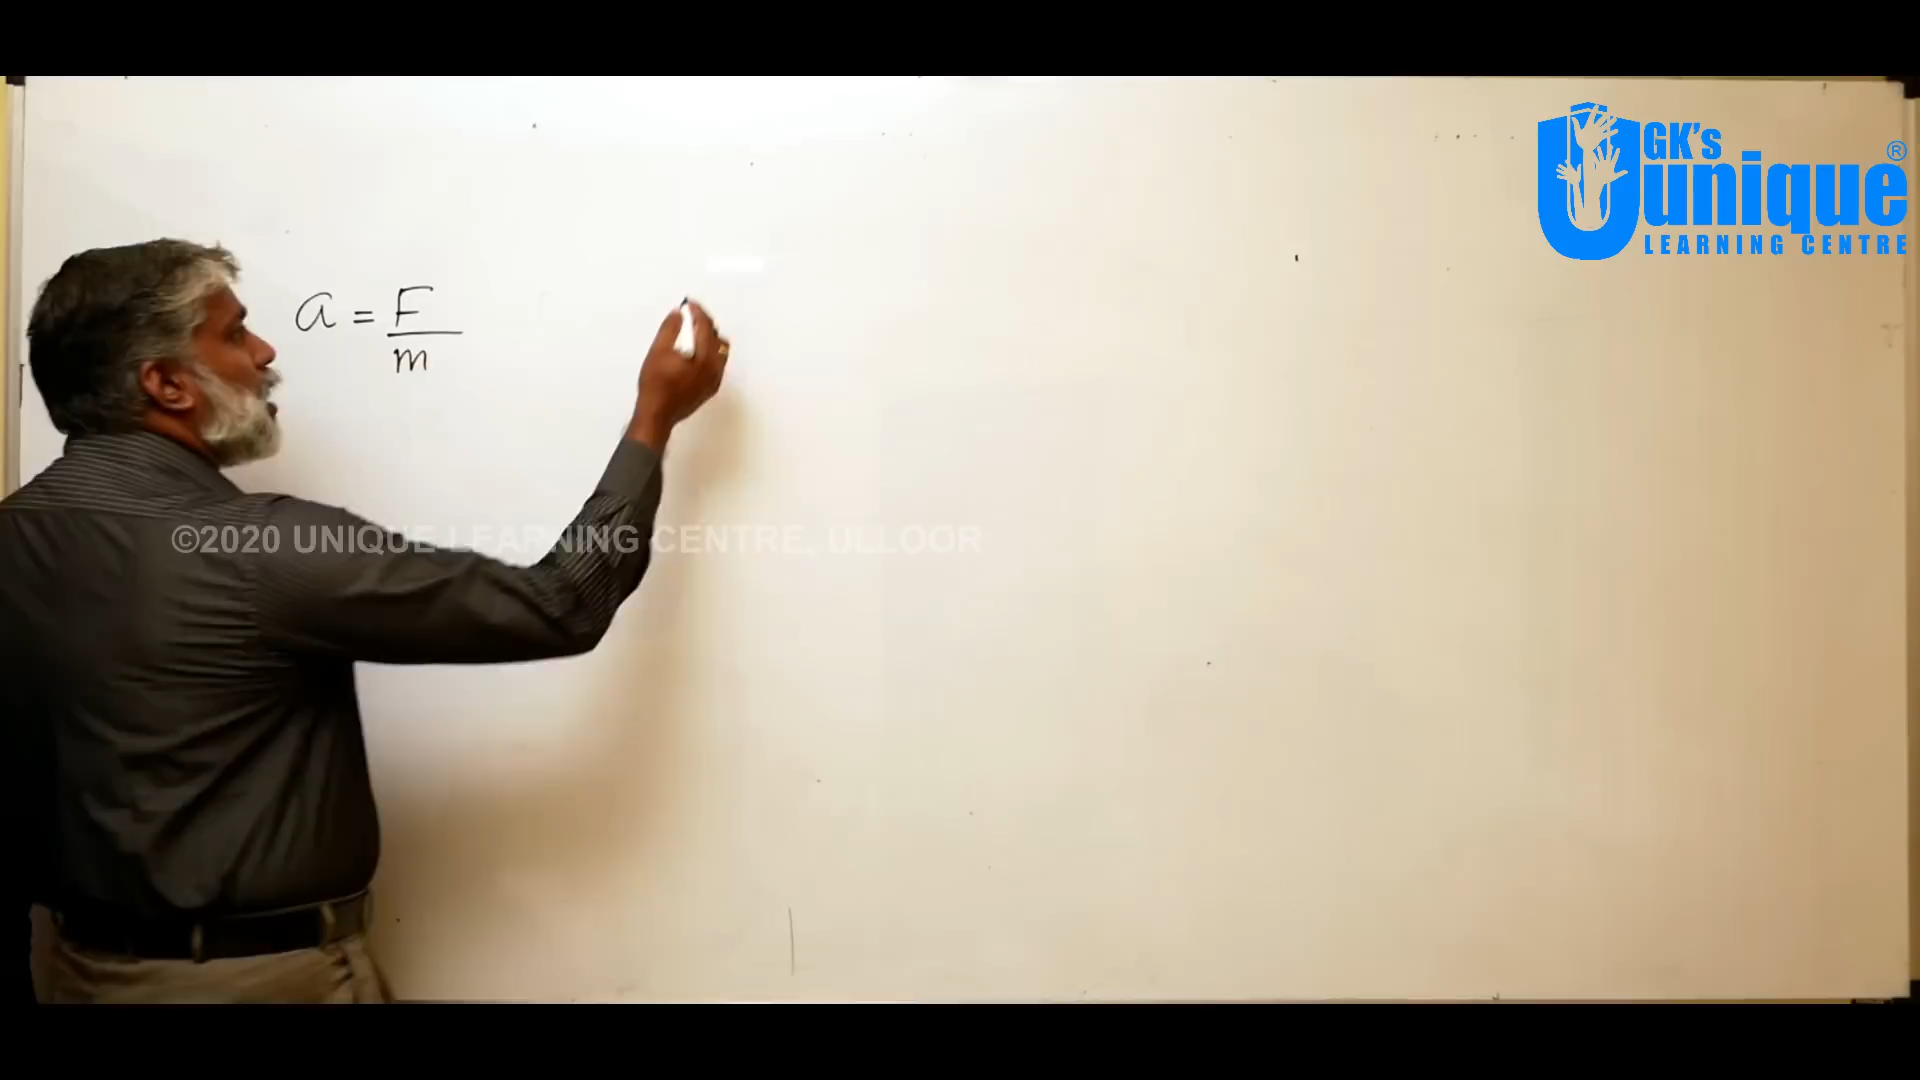 GK's
unique®
LEARNING CENTRE
a = F
m
©2020 UNIQUE LEARNING CENTRE, ULLOOR